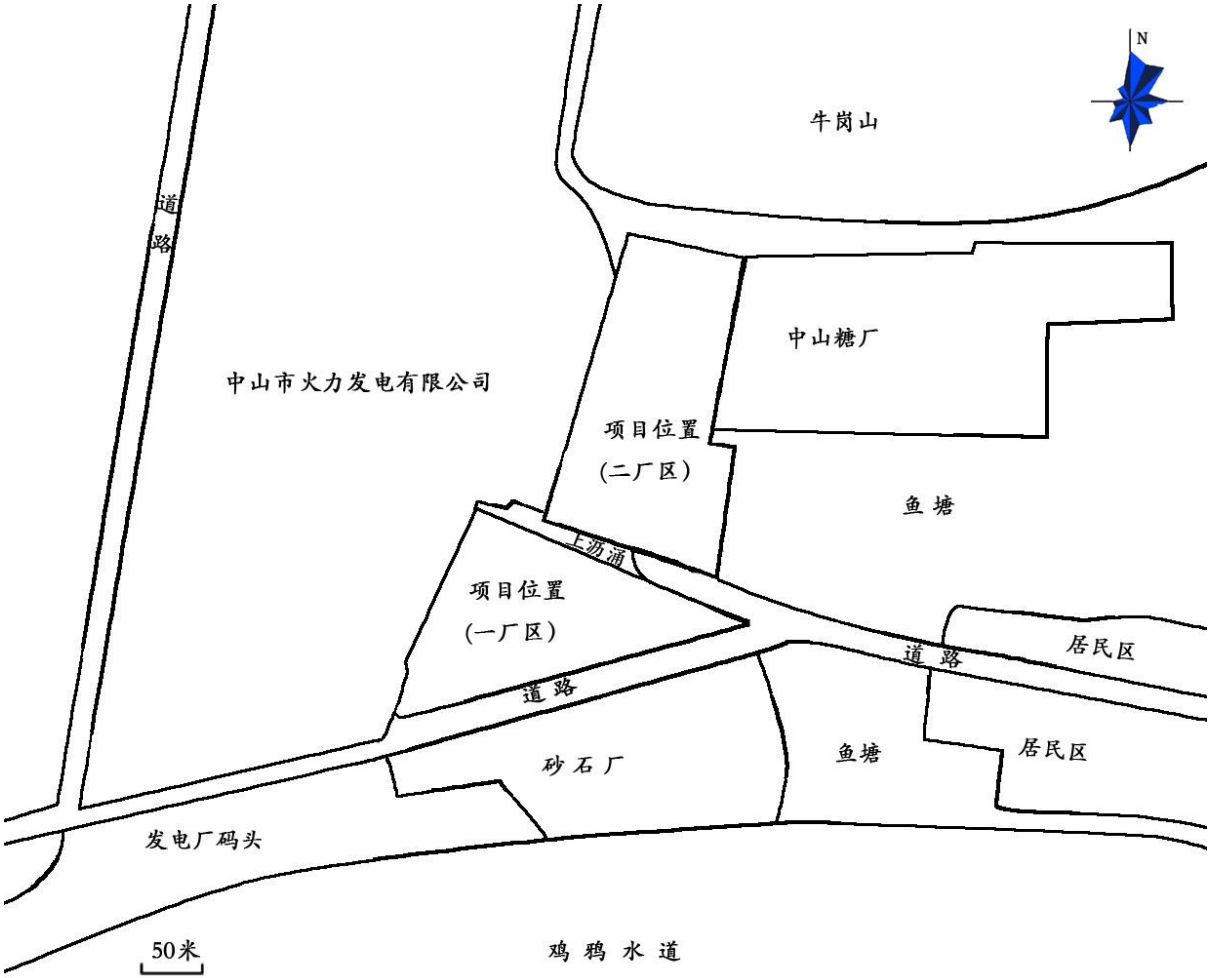 N
牛岗山
道
路
中山糖厂
中山市火力发电有限公司
项目位置
(二厂区)
鱼塘
上沥涌
项目位置
(一厂区)
居民区
道路
道路
砂石厂
鱼塘
居民区
发电厂码头
50米
鸡鸦水道